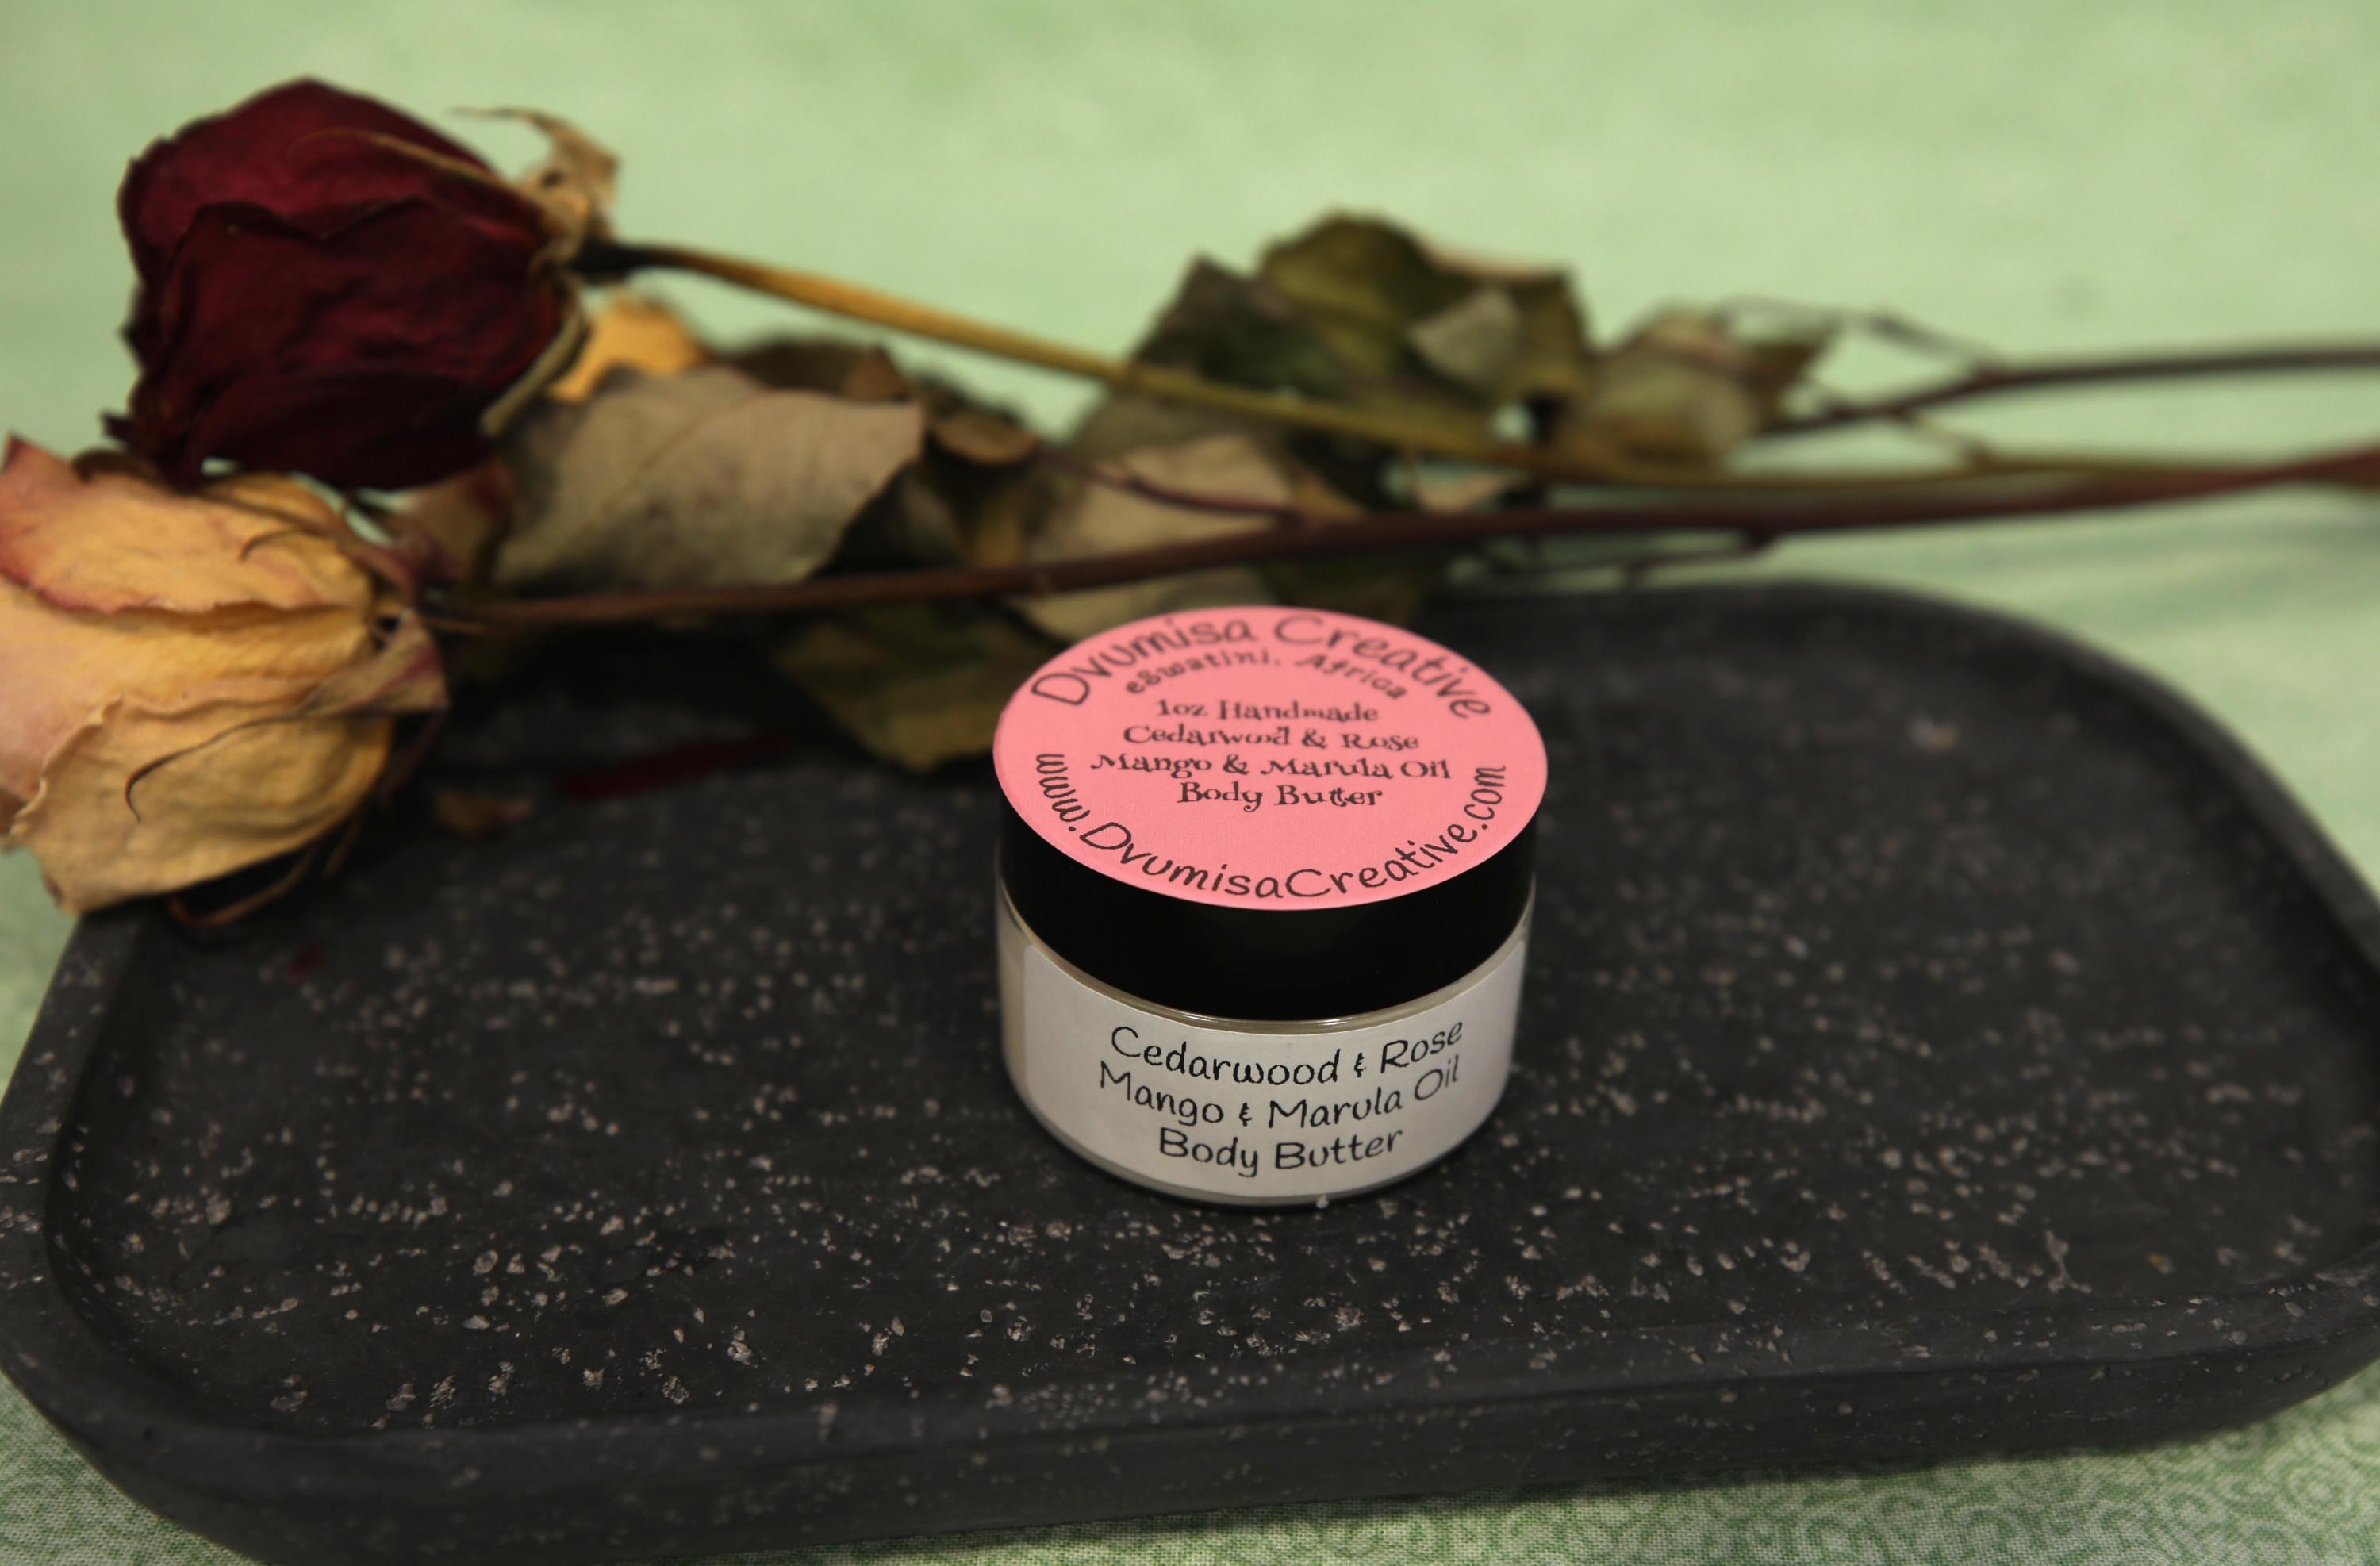 Dvumisa Creative
eSwatini, Africa
1oz Handmade
Cedarwood & Rose
Mango & Marula Oil
Body Butter
www.DvumisaCreative.com
Cedarwood & Rose
Mango & Marula Oil
Body Butter